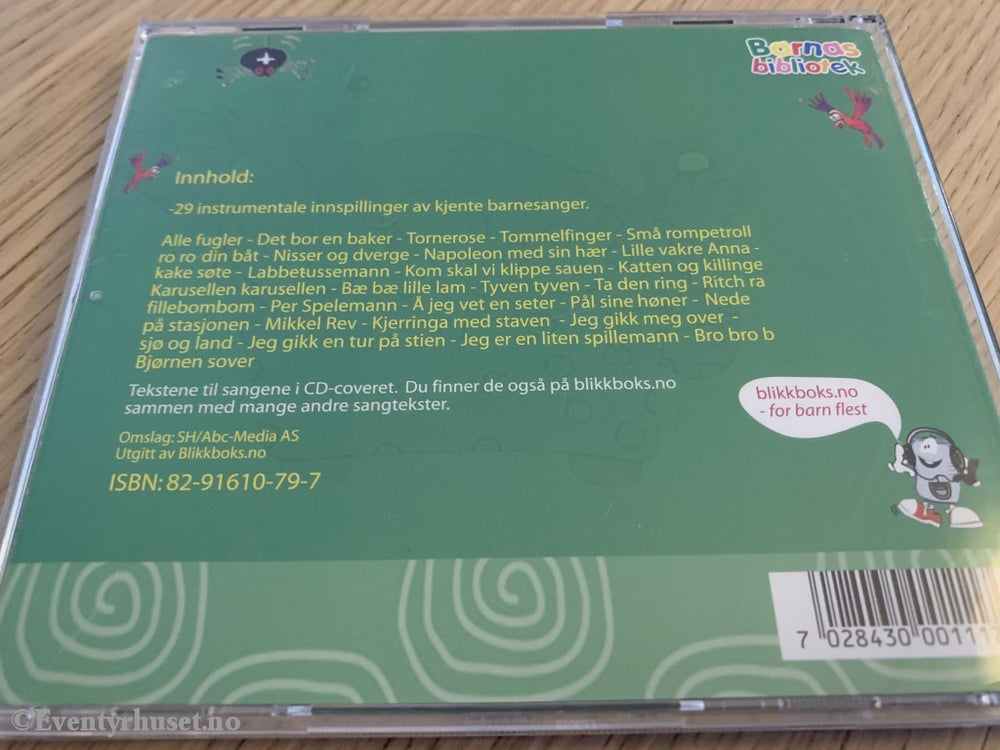 Barnas
bibliotek
Innhold:
-29 instrumentale innspillinger av kjente barnesanger.
Alle fugler - Det bor en baker - Tornerose - Tommelfinger - Små rompetroll
ro ro din båt - Nisser og dverge - Napoleon med sin hær - Lille vakre Anna -
kake søte - Labbetussemann - Kom skal vi klippe sauen - Katten og killinge
Karusellen karusellen - Bæ bæ lille lam - Tyven tyven - Ta den ring - Ritch ra
fillebombom - Per Spelemann - Å jeg vet en seter - Pål sine høner - Nede
på stasjonen - Mikkel Rev - Kjerringa med staven - Jeg gikk meg over -
sjø og land - Jeg gikk en tur på stien - Jeg er en liten spillemann - Bro bro b
Bjørnen sover
Tekstene til sangene i CD-coveret. Du finner de også på blikkboks.no
sammen med mange andre sangtekster.
blikkboks.no
- for barn flest
Omslag: SH/Abc-Media AS
Utgitt av Blikkboks.no
ISBN: 82-91610-79-7
7 028430 001117
©Eventyrhuset.no